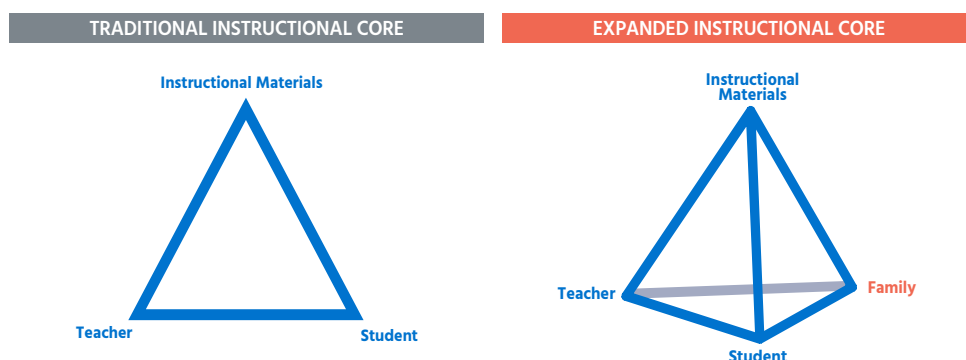 TRADITIONAL INSTRUCTIONAL CORE
Instructional Materials
Teacher
Student
EXPANDED INSTRUCTIONAL CORE
Instructional
Materials
Teacher
Family
Student